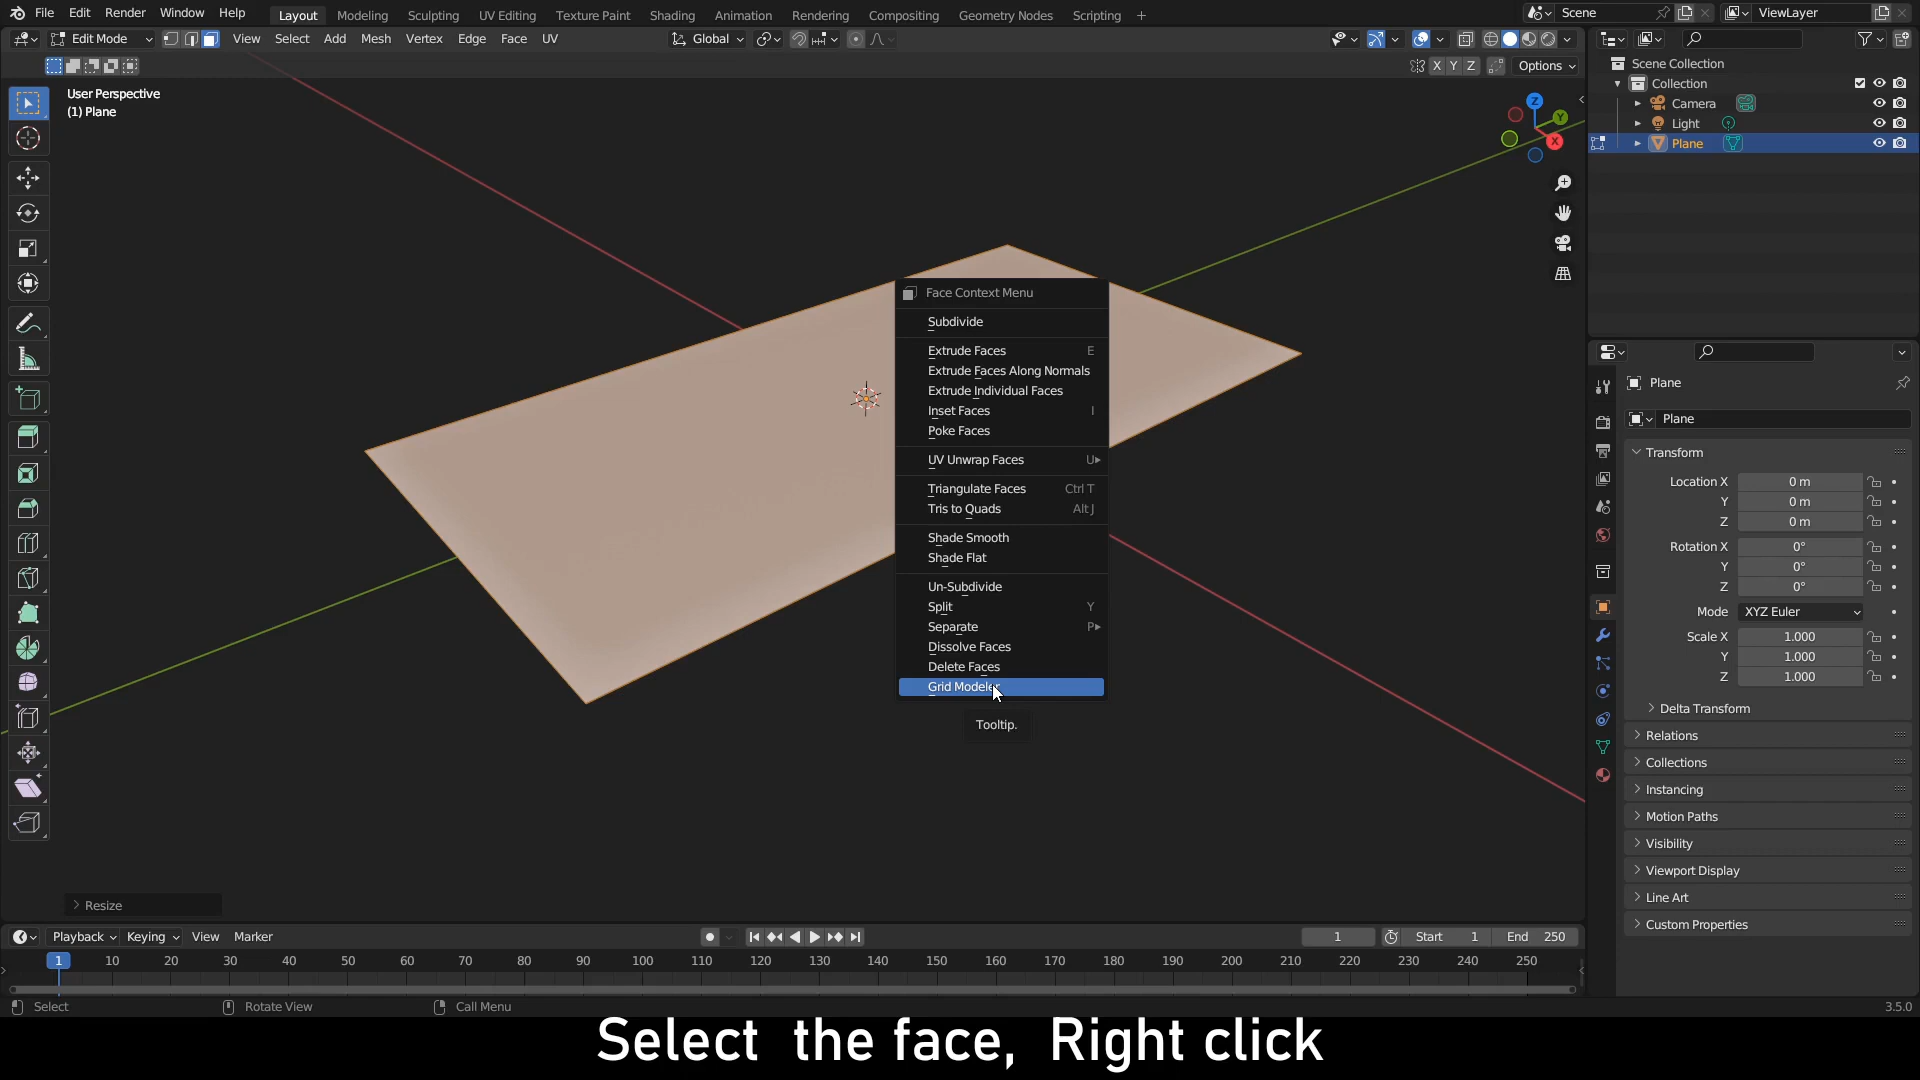 File Edit Render Window Help Layout Modeling Sculpting UV Editing Texture Paint Shading Animation Rendering Compositing Geometry Nodes Scripting + Scene ViewLayer
Edit Mode View Select Add Mesh Vertex Edge Face UV Global
X Y Z Options
User Perspective
(1) Plane
Z
Y
X
Face Context Menu
Subdivide
Extrude Faces E
Extrude Faces Along Normals
Extrude Individual Faces
Inset Faces I
Poke Faces
UV Unwrap Faces U
Triangulate Faces Ctrl T
Tris to Quads Alt J
Shade Smooth
Shade Flat
Un-Subdivide
Split Y
Separate P
Dissolve Faces
Delete Faces
Grid Modeler
Tooltip.
Resize
Scene Collection
Collection
Camera
Light
Plane
Plane
Plane
Transform
Location X 0 m
Y 0 m
Z 0 m
Rotation X 0°
Y 0°
Z 0°
Mode XYZ Euler
Scale X 1.000
Y 1.000
Z 1.000
Delta Transform
Relations
Collections
Instancing
Motion Paths
Visibility
Viewport Display
Line Art
Custom Properties
Playback Keying View Marker 1 Start 1 End 250
1 10 20 30 40 50 60 70 80 90 100 110 120 130 140 150 160 170 180 190 200 210 220 230 240 250
Select Rotate View Call Menu 3.5.0
Select the face, Right click